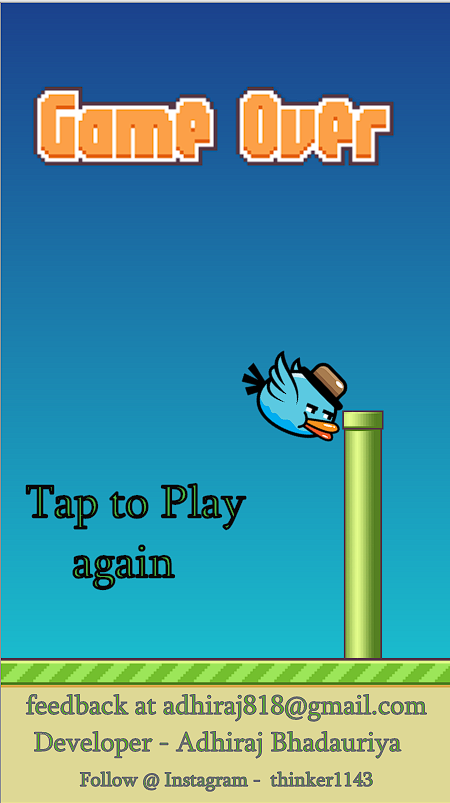 Game Over
Tap to Play
again
feedback at adhiraj818@gmail.com
Developer - Adhiraj Bhadauriya
Follow @ Instagram - thinker1143